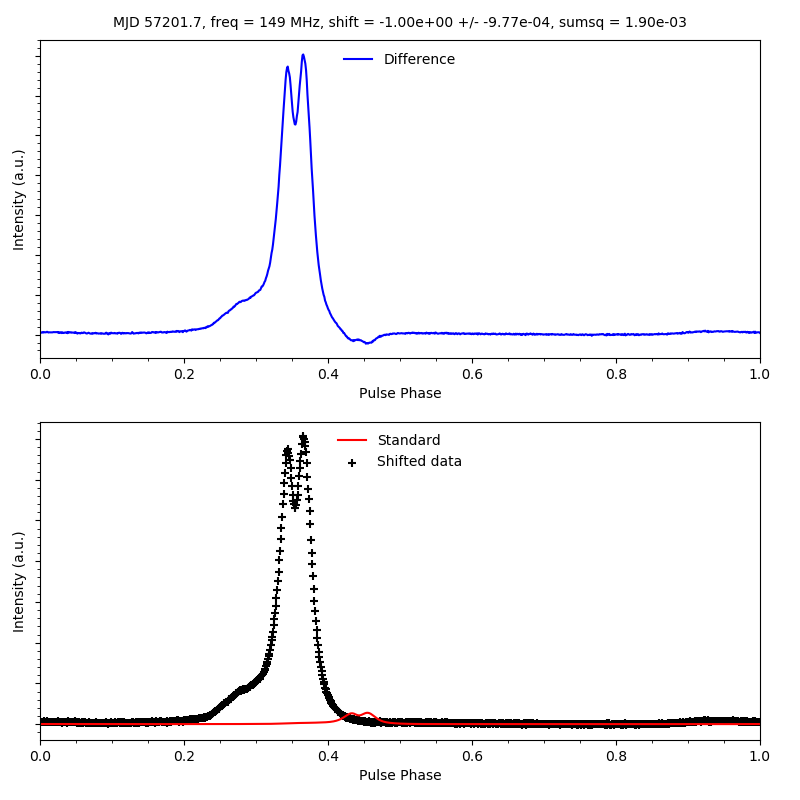 MJD 57201.7, freq = 149 MHz, shift = -1.00e+00 +/- -9.77e-04, sumsq = 1.90e-03
Difference
Intensity (a.u.)
0.0 0.2 0.4 0.6 0.8 1.0
Pulse Phase
Standard
Shifted data
Intensity (a.u.)
0.0 0.2 0.4 0.6 0.8 1.0
Pulse Phase